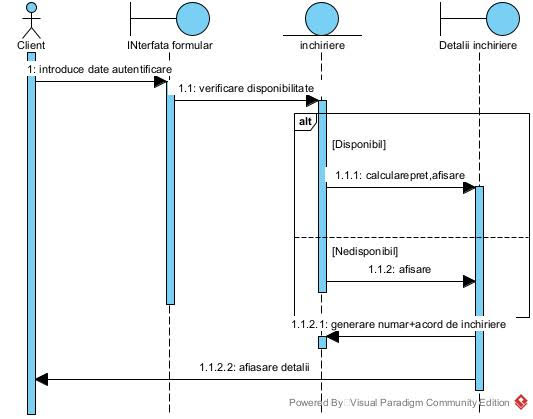 Client
INterfata formular
inchiriere
Detalii inchiriere
1: introduce date autentificare
1.1: verificare disponibilitate
alt
[Disponibil]
1.1.1: calcularepret,afisare
[Nedisponibil]
1.1.2: afisare
1.1.2.1: generare numar+acord de inchiriere
1.1.2.2: afiasare detalii
Powered By Visual Paradigm Community Edition